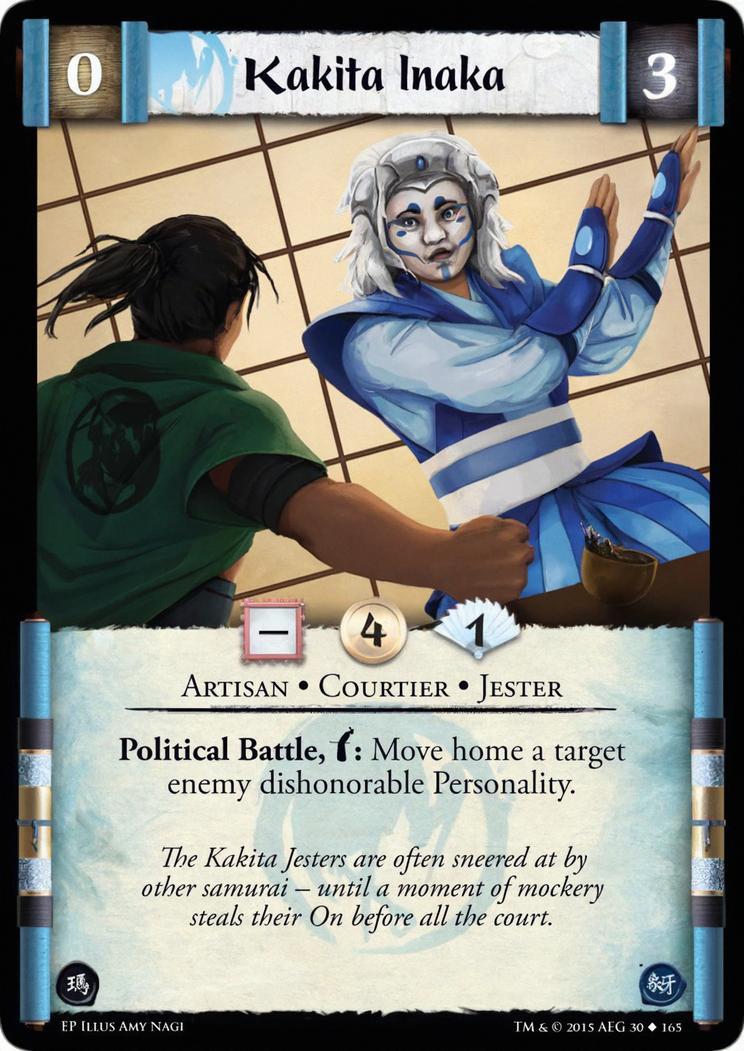 0
Kakita Inaka
3
–
4
1
Artisan • Courtier • Jester
Political Battle, : Move home a target
enemy dishonorable Personality.
The Kakita Jesters are often sneered at by
other samurai – until a moment of mockery
steals their On before all the court.
EP Illus Amy Nagi
TM & © 2015 AEG 30 ◆ 165